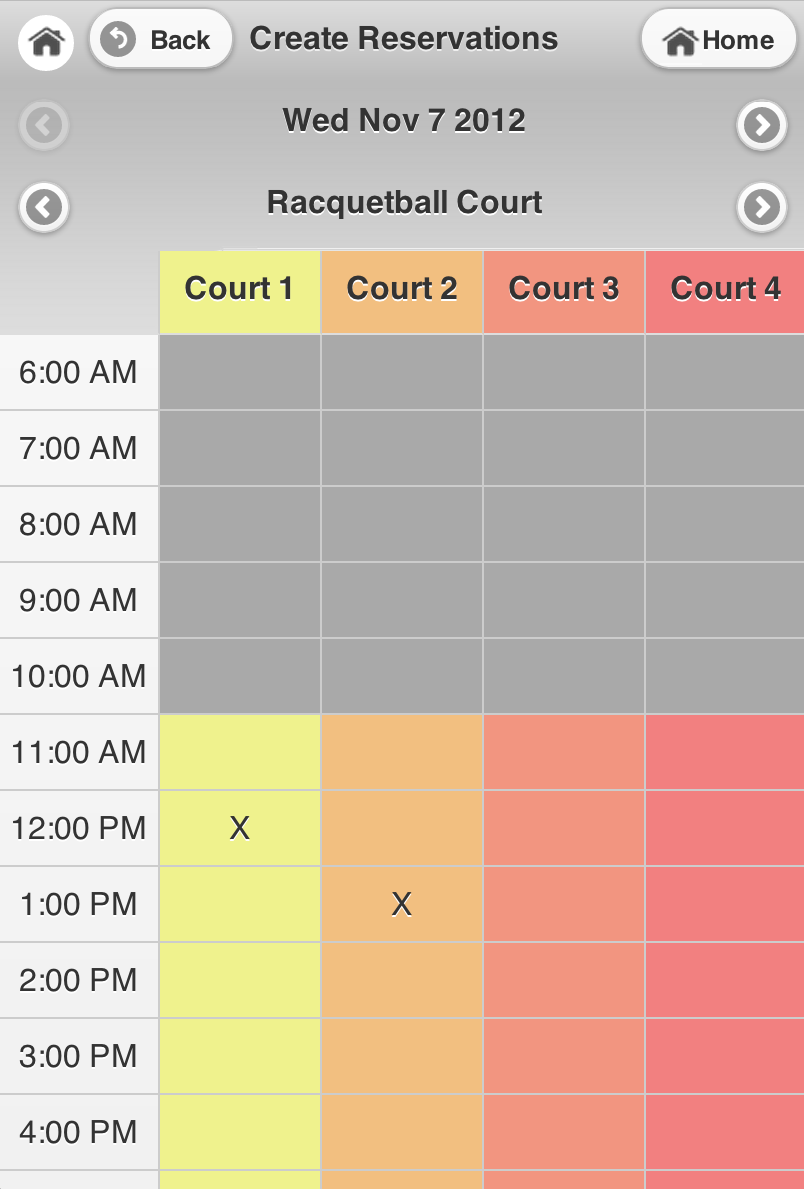 Back Create Reservations Home
Wed Nov 7 2012
Racquetball Court
Court 1 Court 2 Court 3 Court 4
6:00 AM
7:00 AM
8:00 AM
9:00 AM
10:00 AM
11:00 AM
12:00 PM X
1:00 PM X
2:00 PM
3:00 PM
4:00 PM